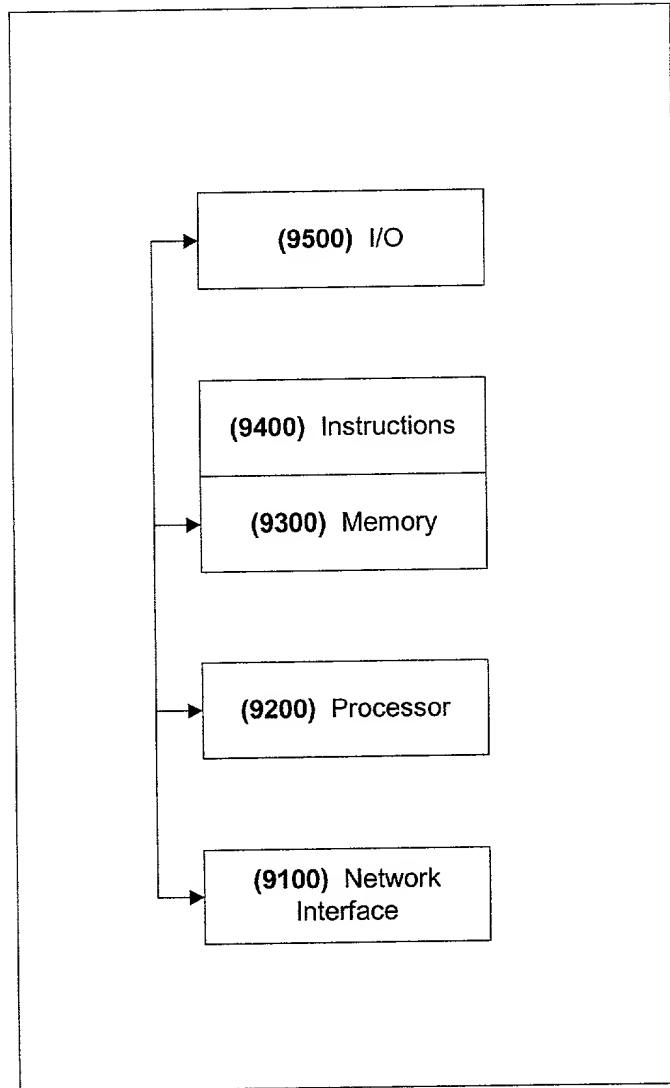 (9500) I/O
(9400) Instructions
(9300) Memory
(9200) Processor
(9100) Network
Interface